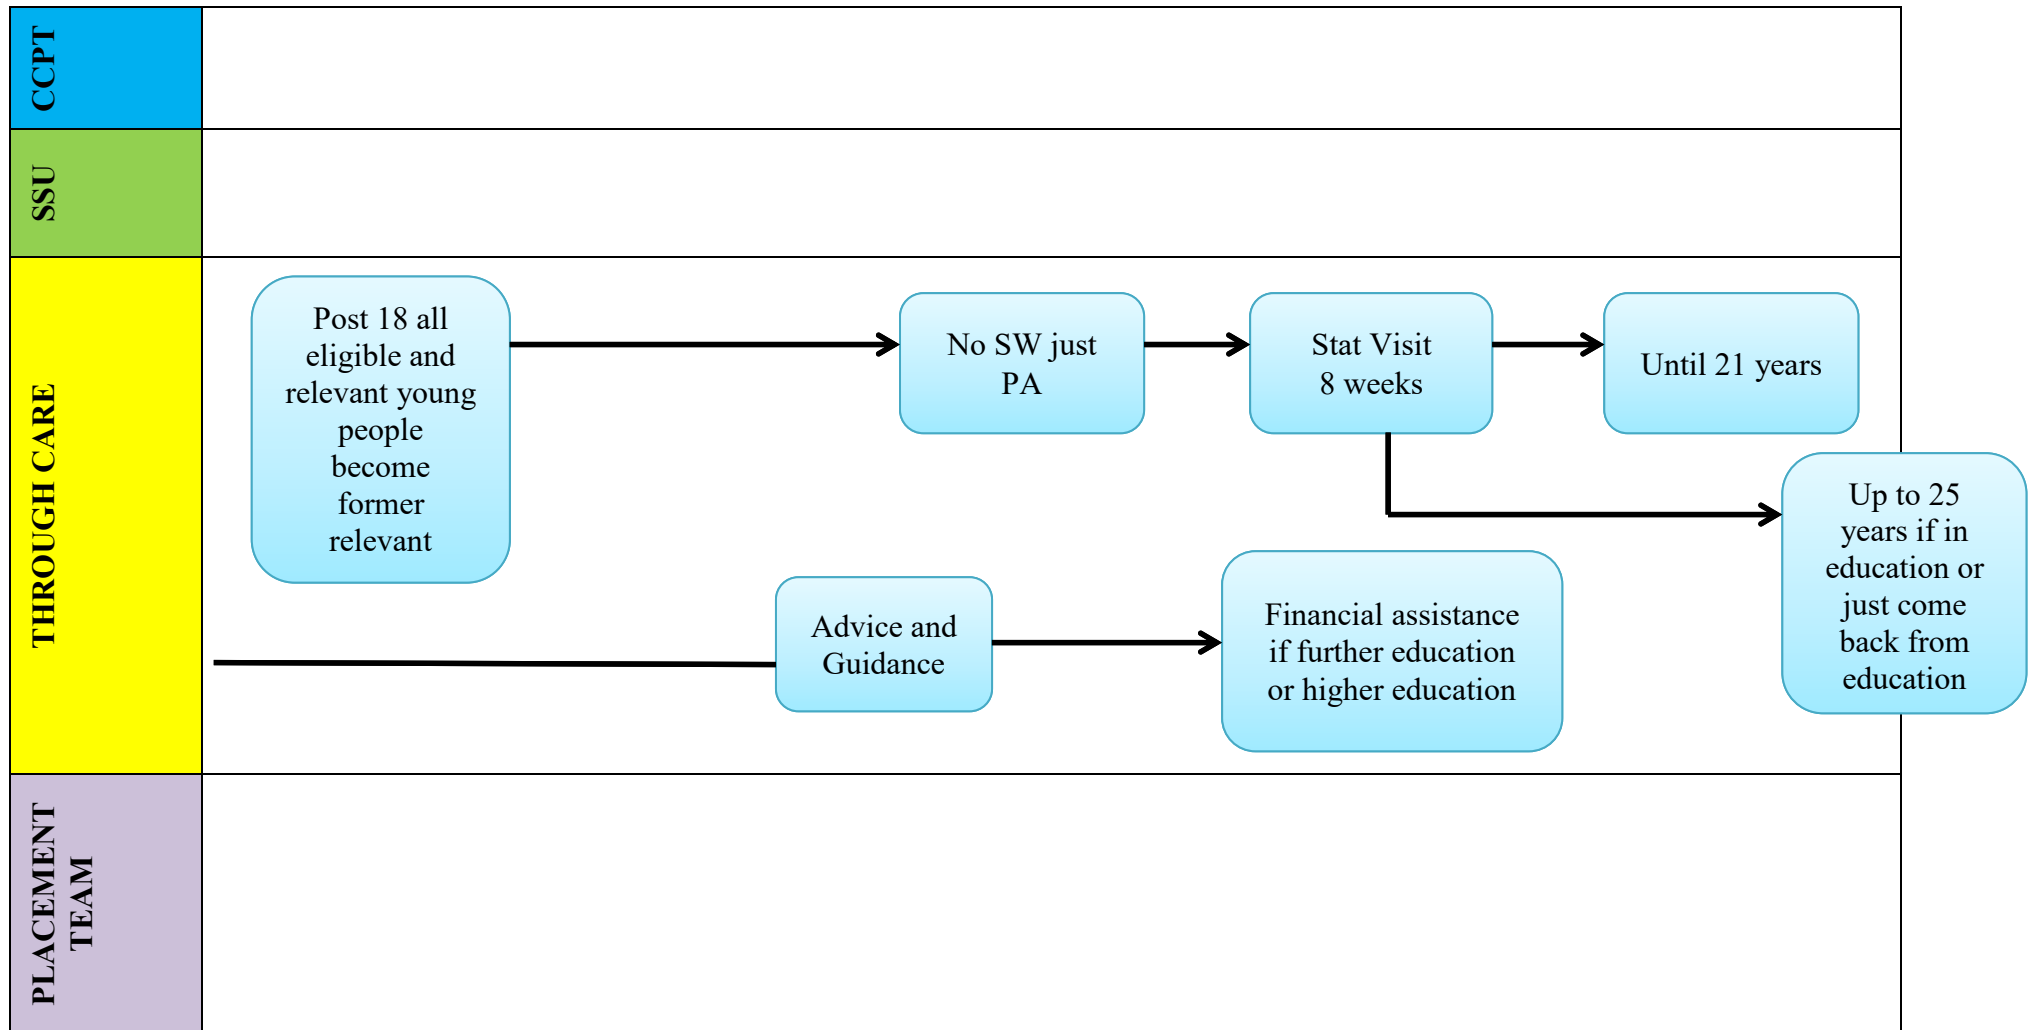 CCPT
SSU
THROUGH CARE
Post 18 all
eligible and
relevant young
people
become
former
relevant
No SW just
PA
Stat Visit
8 weeks
Until 21 years
Up to 25
years if in
education or
just come
back from
education
Advice and
Guidance
Financial assistance
if further education
or higher education
PLACEMENT
TEAM